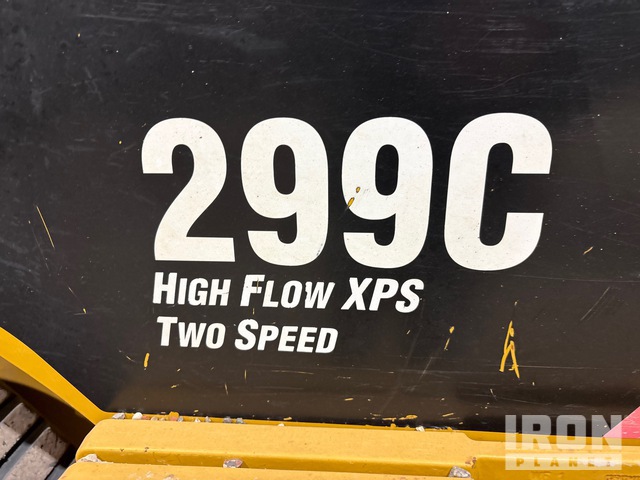 299C
HIGH FLOW XPS
TWO SPEED
IRON
PLANET